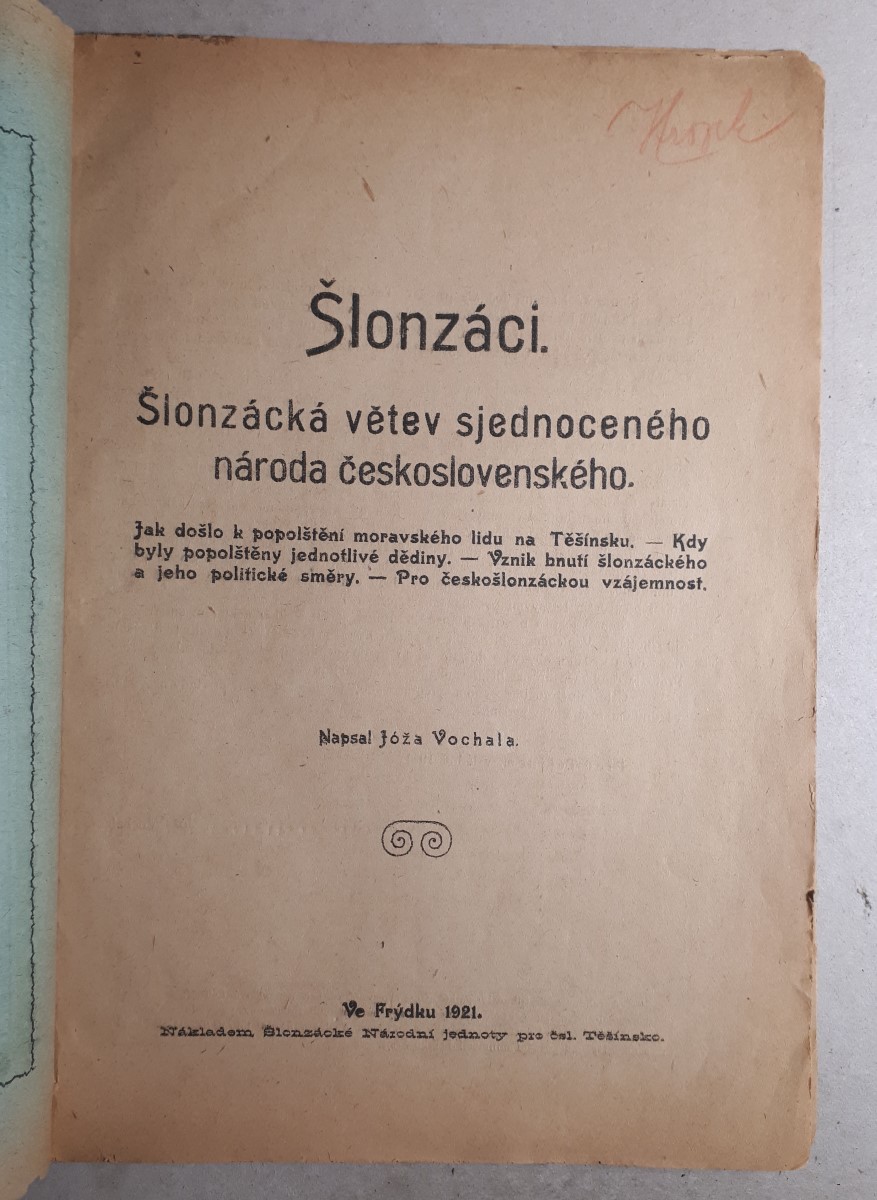 Šlonzáci.
Šlonzácká větev sjednoceného
národa československého.
Jak došlo k popolštění moravského lidu na Těšínsku. — Kdy
byly popolštěny jednotlivé dědiny. — Vznik hnutí šlonzáckého
a jeho politické směry. — Pro českošlonzáckou vzájemnost.
Napsal Jóža Vochala.
Ve Frýdku 1921.
Nákladem Šlonzácké Národní jednoty pro čsl. Těšínsko.